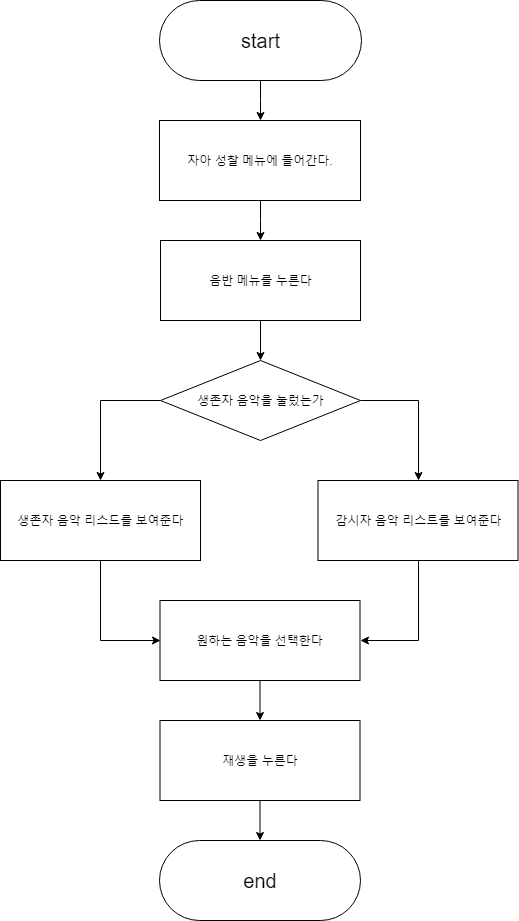 start
자아 성찰 메뉴에 들어간다.
음반 메뉴를 누른다
생존자 음악을 눌렀는가
생존자 음악 리스트를 보여준다
감시자 음악 리스트를 보여준다
원하는 음악을 선택한다
재생을 누른다
end